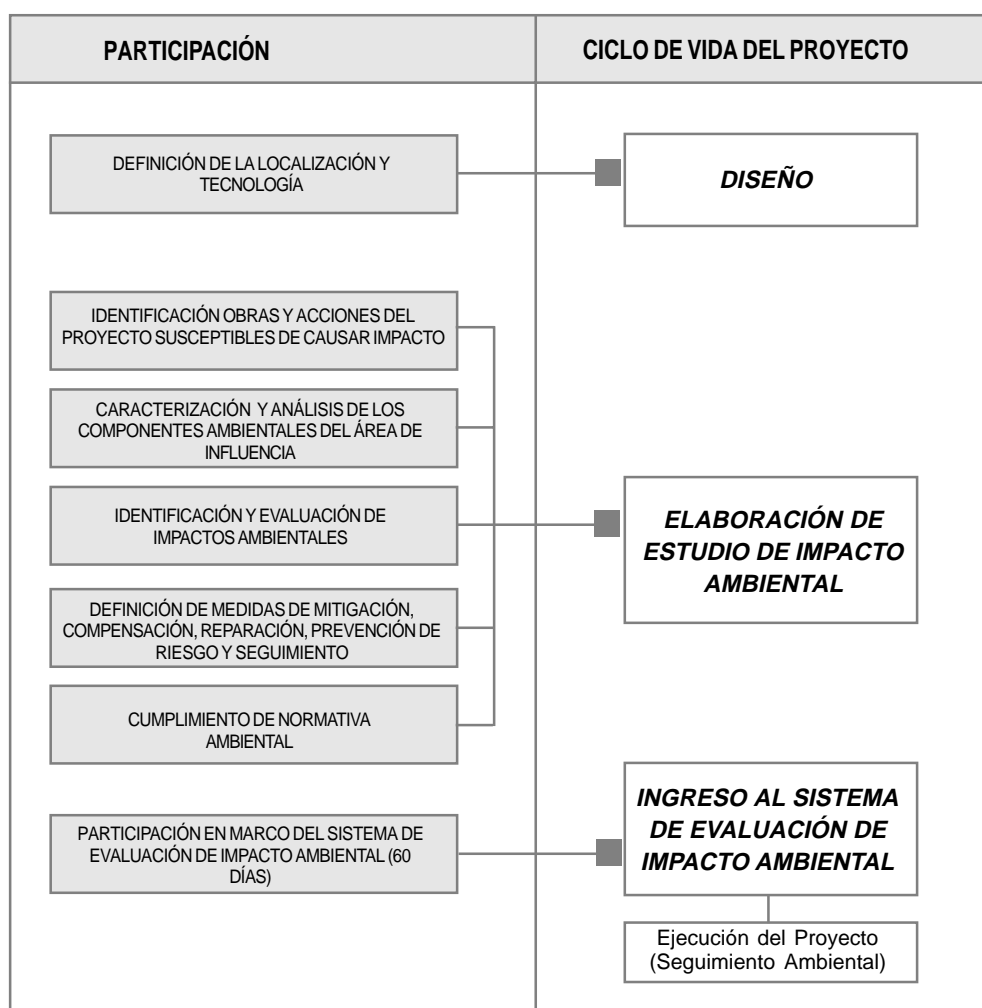 PARTICIPACIÓN
CICLO DE VIDA DEL PROYECTO
DEFINICIÓN DE LA LOCALIZACIÓN Y
TECNOLOGÍA
DISEÑO
IDENTIFICACIÓN OBRAS Y ACCIONES DEL
PROYECTO SUSCEPTIBLES DE CAUSAR IMPACTO
CARACTERIZACIÓN Y ANÁLISIS DE LOS
COMPONENTES AMBIENTALES DEL ÁREA DE
INFLUENCIA
IDENTIFICACIÓN Y EVALUACIÓN DE
IMPACTOS AMBIENTALES
DEFINICIÓN DE MEDIDAS DE MITIGACIÓN,
COMPENSACIÓN, REPARACIÓN, PREVENCIÓN DE
RIESGO Y SEGUIMIENTO
CUMPLIMIENTO DE NORMATIVA
AMBIENTAL
ELABORACIÓN DE
ESTUDIO DE IMPACTO
AMBIENTAL
PARTICIPACIÓN EN MARCO DEL SISTEMA DE
EVALUACIÓN DE IMPACTO AMBIENTAL (60
DÍAS)
INGRESO AL SISTEMA
DE EVALUACIÓN DE
IMPACTO AMBIENTAL
Ejecución del Proyecto
(Seguimiento Ambiental)